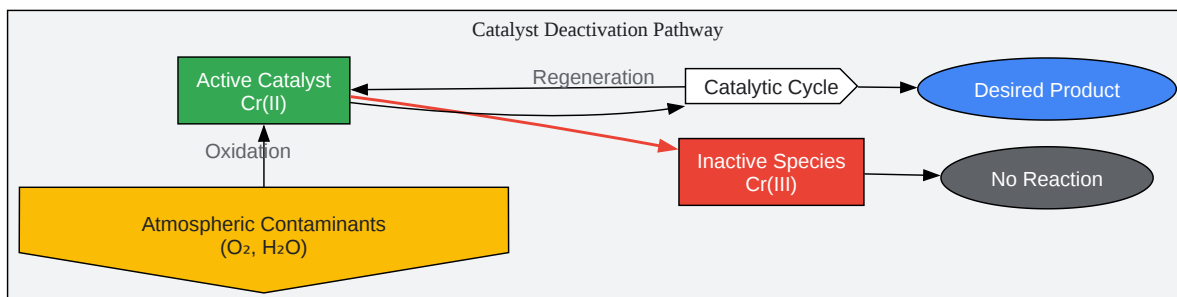 Catalyst Deactivation Pathway
Active Catalyst
Cr(II)
Regeneration
Catalytic Cycle
Desired Product
Oxidation
Inactive Species
Cr(III)
No Reaction
Atmospheric Contaminants
(O₂, H₂O)